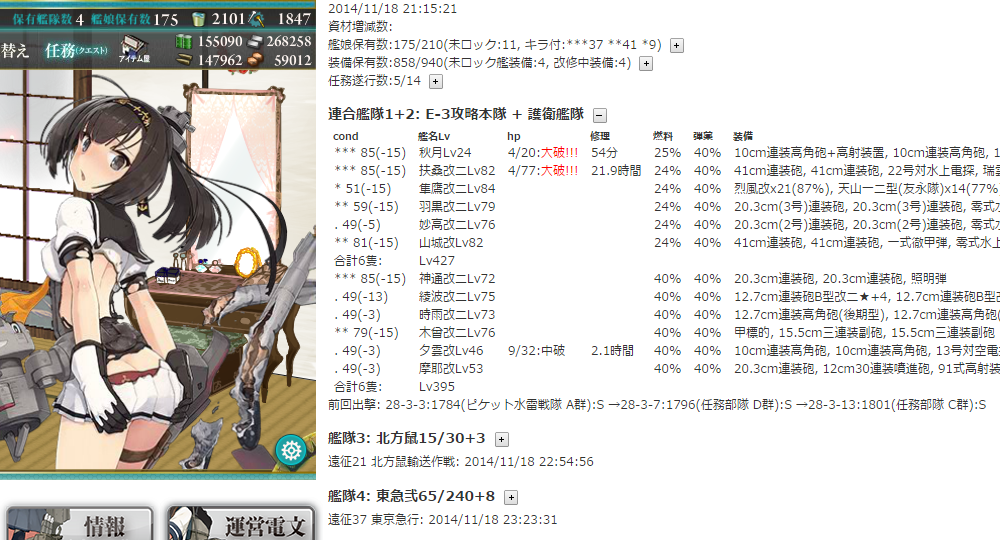 保有艦隊数 4 艦娘保有数 175 2101 1847
替え 任務(クエスト) アイテム屋 155090 268258
147962 59012
情報 運営電文
2014/11/18 21:15:21
資材増減数:
艦娘保有数:175/210(未ロック:11, キラ付:***37 **41 *9) +
装備保有数:858/940(未ロック艦装備:4, 改修中装備:4) +
任務遂行数:5/14 +
連合艦隊1+2: E-3攻略本隊 + 護衛艦隊 −
cond 艦名Lv hp 修理 燃料 弾薬 装備
*** 85(-15) 秋月Lv24 4/20:大破!!! 54分 25% 40% 10cm連装高角砲+高射装置, 10cm連装高角砲, 1
*** 85(-15) 扶桑改二Lv82 4/77:大破!!! 21.9時間 24% 40% 41cm連装砲, 41cm連装砲, 22号対水上電探, 瑞雲
* 51(-15) 隼鷹改二Lv84 24% 40% 烈風改x21(87%), 天山一二型(友永隊)x14(77%)
** 59(-15) 羽黒改二Lv79 24% 40% 20.3cm(3号)連装砲, 20.3cm(3号)連装砲, 零式水
. 49(-5) 妙高改二Lv76 24% 40% 20.3cm(2号)連装砲, 20.3cm(2号)連装砲, 零式水
** 81(-15) 山城改Lv82 24% 40% 41cm連装砲, 41cm連装砲, 一式徹甲弾, 零式水上
合計6隻: Lv427
*** 85(-15) 神通改二Lv72 40% 40% 20.3cm連装砲, 20.3cm連装砲, 照明弾
. 49(-13) 綾波改二Lv75 40% 40% 12.7cm連装砲B型改二★+4, 12.7cm連装砲B型改
. 49(-3) 時雨改二Lv73 40% 40% 12.7cm連装高角砲(後期型), 12.7cm連装高角砲(
** 79(-15) 木曾改二Lv76 40% 40% 甲標的, 15.5cm三連装副砲, 15.5cm三連装副砲
. 49(-3) 夕雲改Lv46 9/32:中破 2.1時間 40% 40% 10cm連装高角砲, 10cm連装高角砲, 13号対空電
. 49(-3) 摩耶改Lv53 40% 40% 20.3cm連装砲, 12cm30連装噴進砲, 91式高射装
合計6隻: Lv395
前回出撃: 28-3-3:1784(ピケット水雷戦隊 A群):S →28-3-7:1796(任務部隊 D群):S →28-3-13:1801(任務部隊 C群):S
艦隊3: 北方鼠15/30+3 +
遠征21 北方鼠輸送作戦: 2014/11/18 22:54:56
艦隊4: 東急弐65/240+8 +
遠征37 東京急行: 2014/11/18 23:23:31